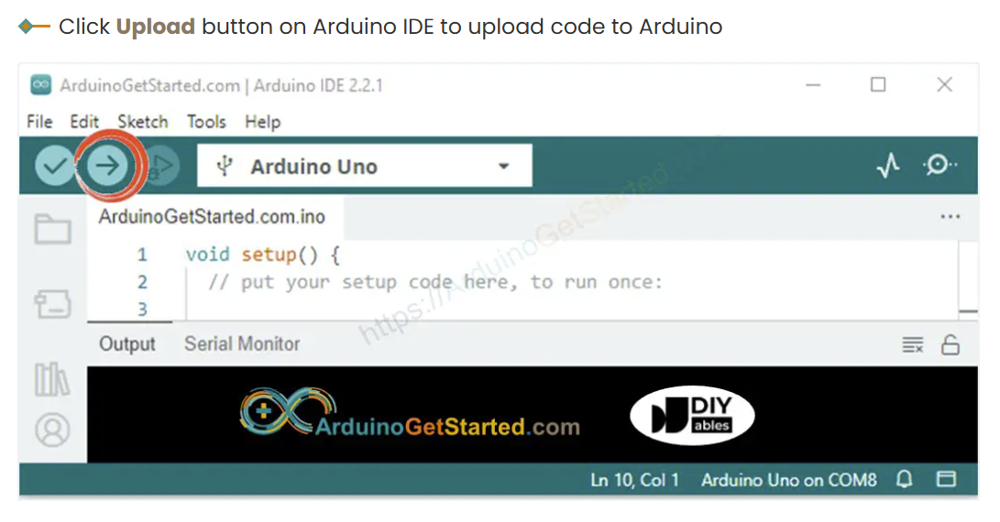 Click Upload button on Arduino IDE to upload code to Arduino
ArduinoGetStarted.com | Arduino IDE 2.2.1
File Edit Sketch Tools Help
Arduino Uno
ArduinoGetStarted.com.ino
1 void setup() {
2 // put your setup code here, to run once:
3
https://ArduinoGetStarted.com
Output Serial Monitor
ArduinoGetStarted.com
DIY
ables
Ln 10, Col 1 Arduino Uno on COM8